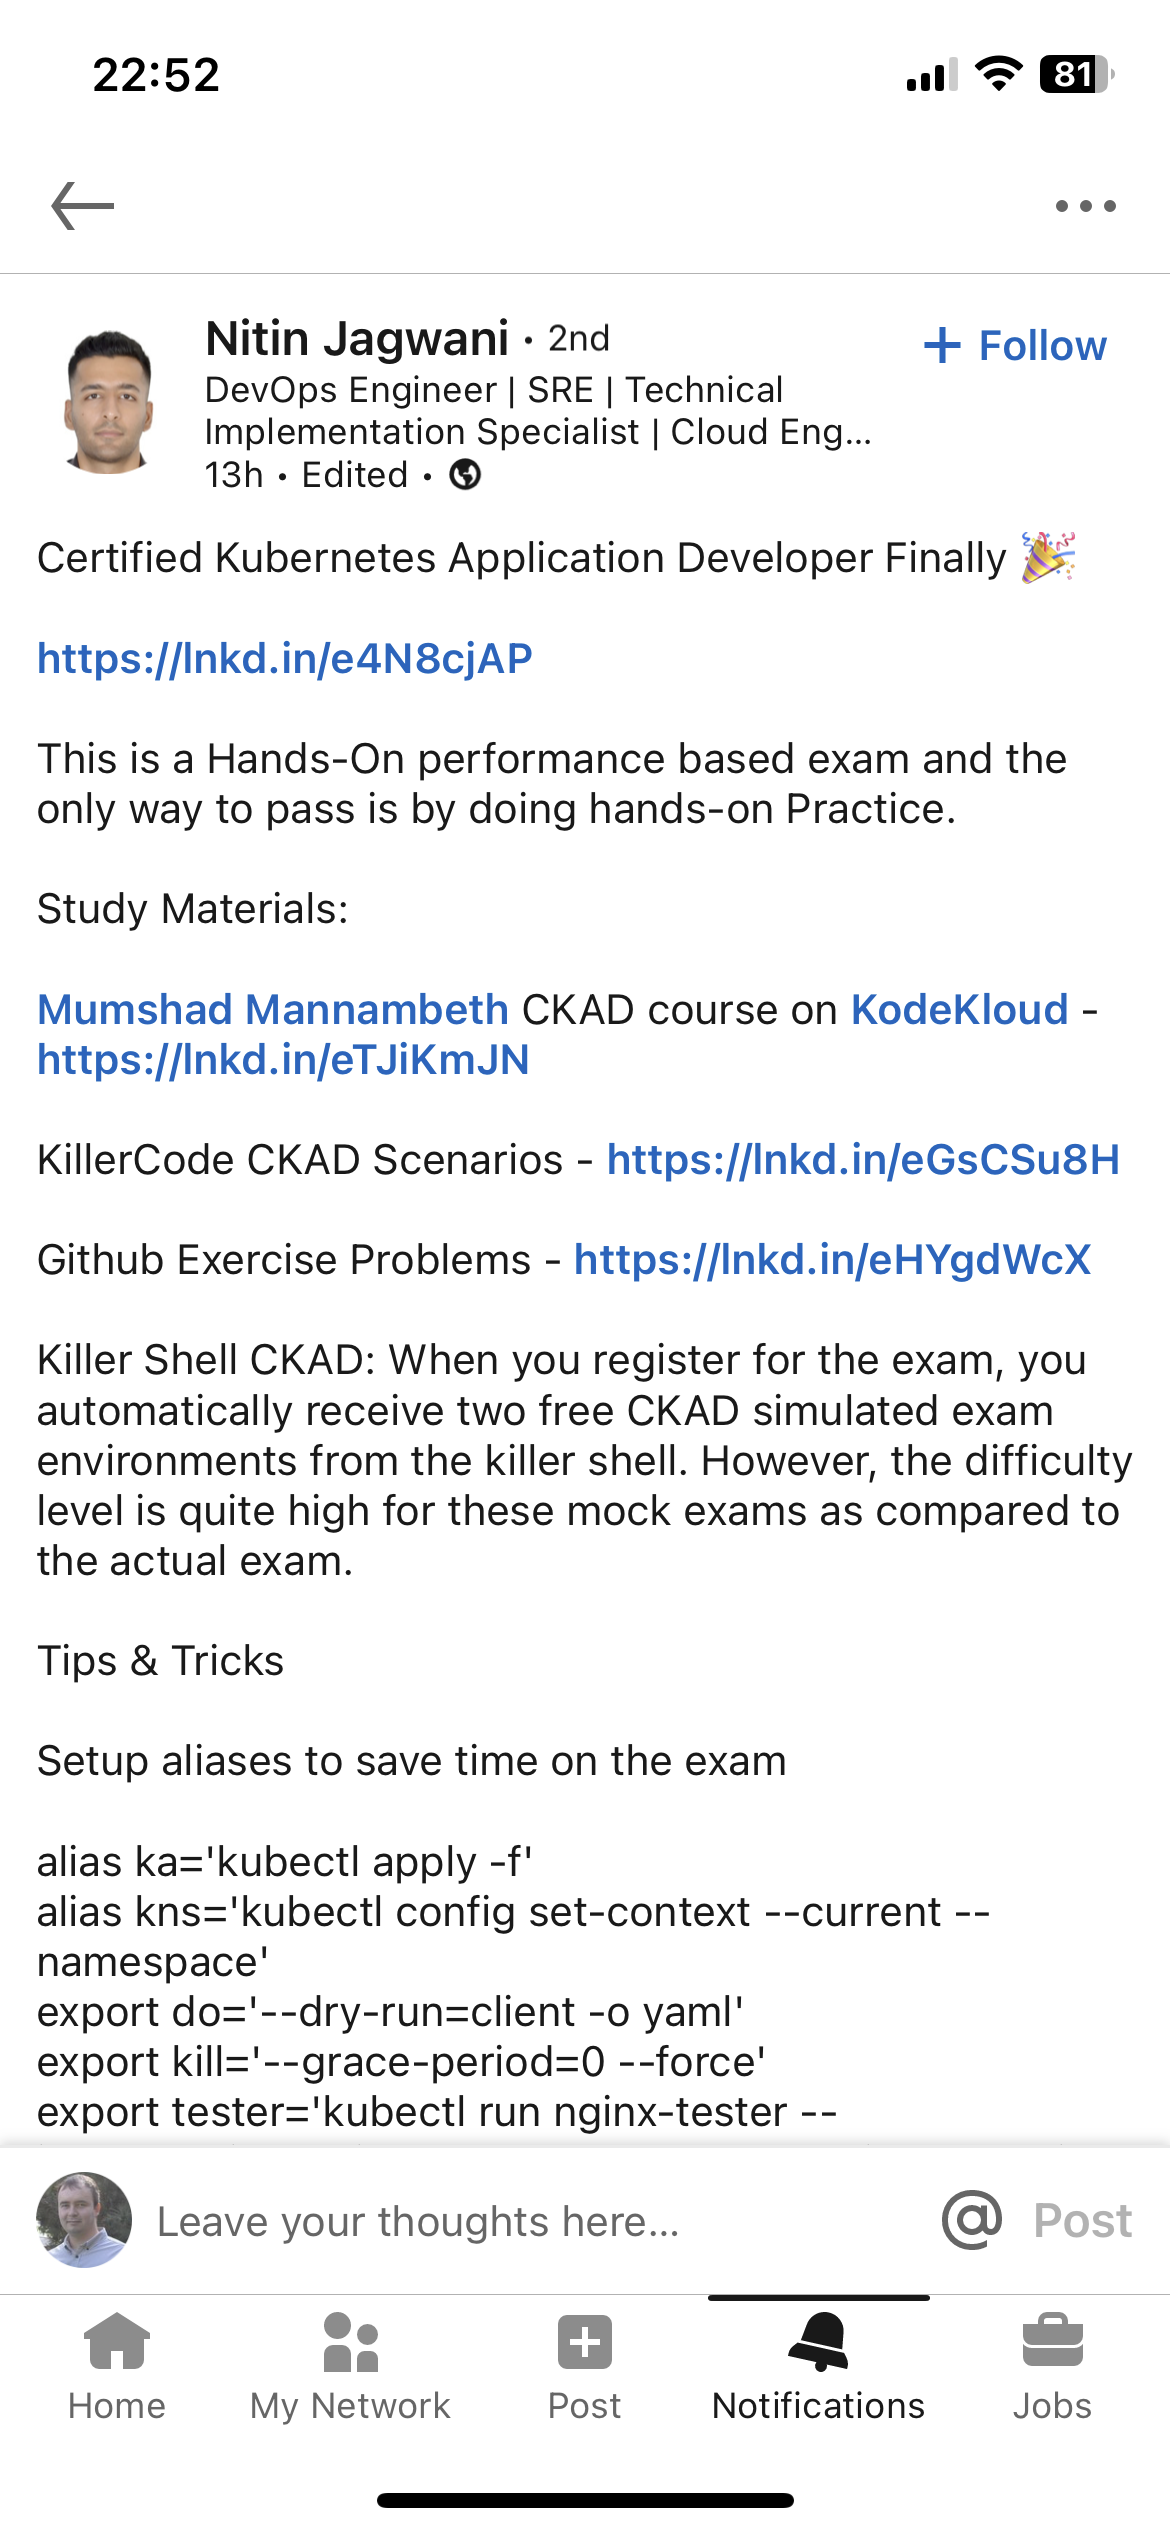 22:52
81
Nitin Jagwani · 2nd
+ Follow
DevOps Engineer | SRE | Technical
Implementation Specialist | Cloud Eng...
13h • Edited •
Certified Kubernetes Application Developer Finally 🎉
https://lnkd.in/e4N8cjAP
This is a Hands-On performance based exam and the
only way to pass is by doing hands-on Practice.
Study Materials:
Mumshad Mannambeth CKAD course on KodeKloud -
https://lnkd.in/eTJiKmJN
KillerCode CKAD Scenarios - https://lnkd.in/eGsCSu8H
Github Exercise Problems - https://lnkd.in/eHYgdWcX
Killer Shell CKAD: When you register for the exam, you
automatically receive two free CKAD simulated exam
environments from the killer shell. However, the difficulty
level is quite high for these mock exams as compared to
the actual exam.
Tips & Tricks
Setup aliases to save time on the exam
alias ka='kubectl apply -f'
alias kns='kubectl config set-context --current --
namespace'
export do='--dry-run=client -o yaml'
export kill='--grace-period=0 --force'
export tester='kubectl run nginx-tester --
Leave your thoughts here...
@ Post
Home
My Network
Post
Notifications
Jobs